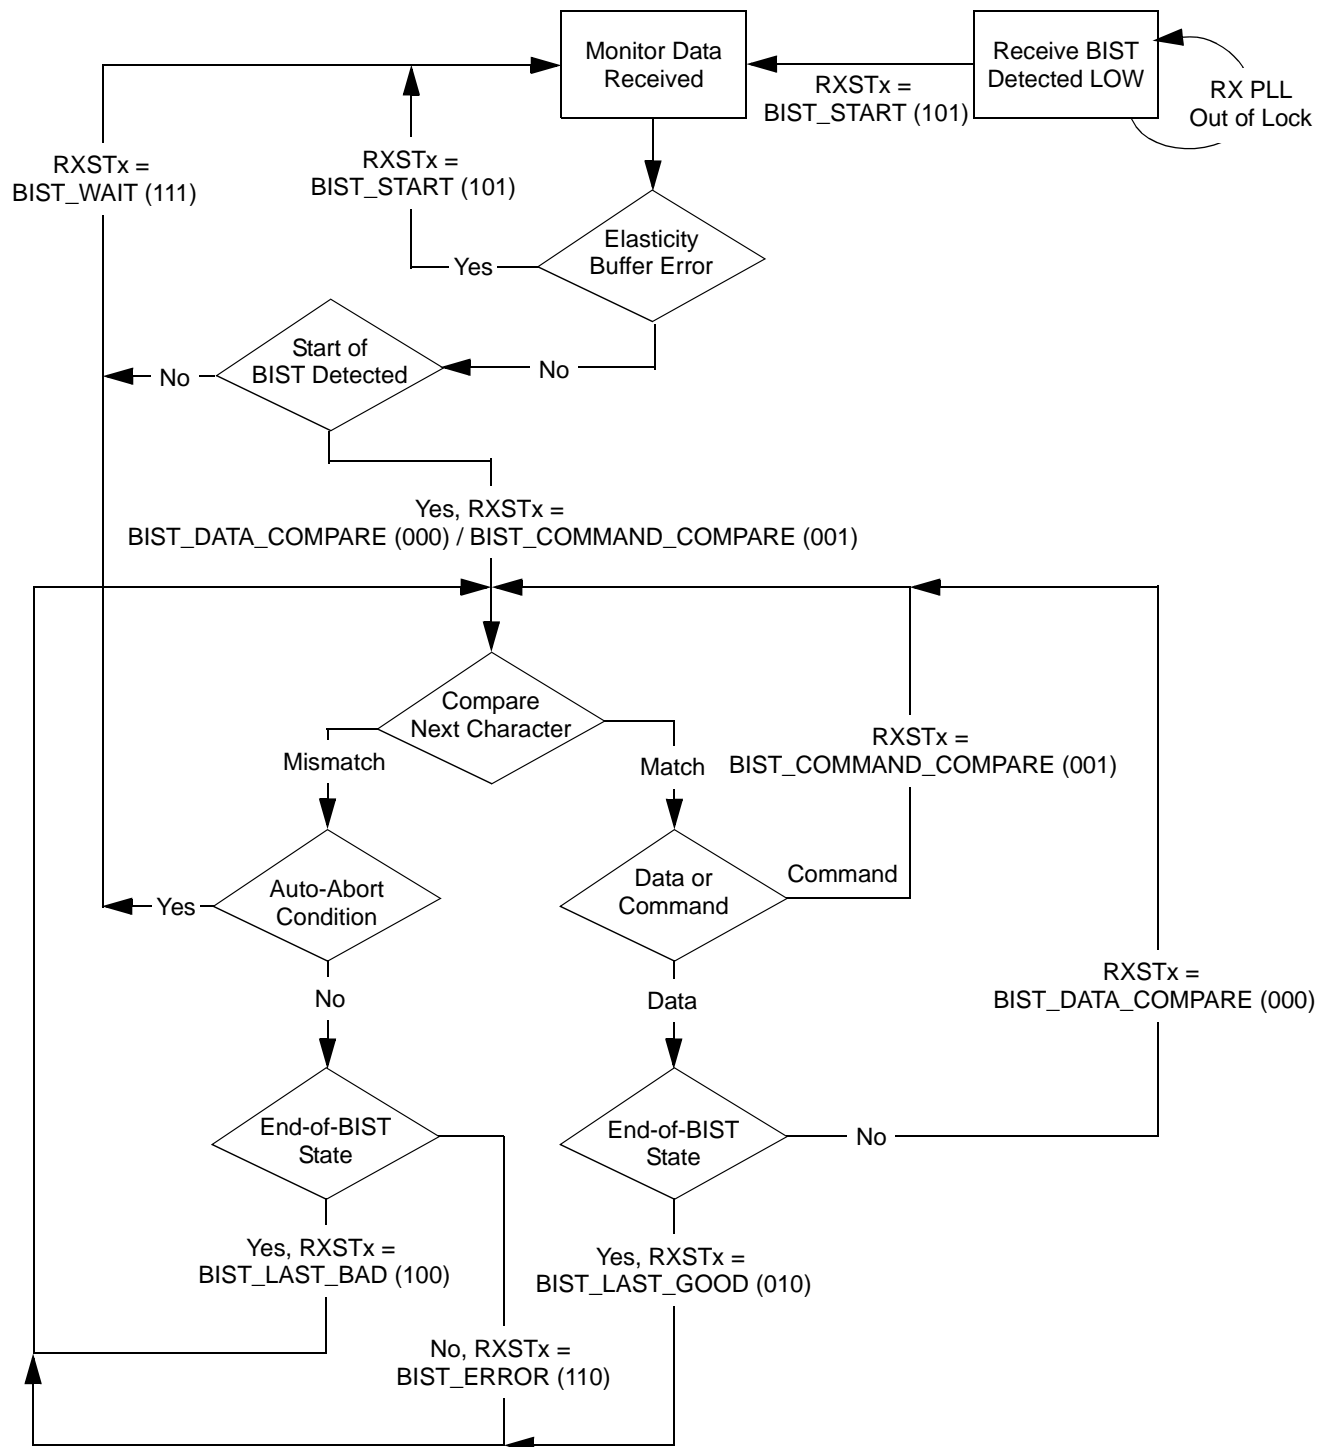 Monitor Data
Received
Receive BIST
Detected LOW
RXSTx =
BIST_START (101)
RX PLL
Out of Lock
RXSTx =
BIST_WAIT (111)
RXSTx =
BIST_START (101)
Elasticity
Buffer Error
Yes
Start of
BIST Detected
No
No
Yes, RXSTx =
BIST_DATA_COMPARE (000) / BIST_COMMAND_COMPARE (001)
Compare
Next Character
Mismatch
Match
RXSTx =
BIST_COMMAND_COMPARE (001)
Auto-Abort
Condition
Yes
Data or
Command
Command
No
Data
RXSTx =
BIST_DATA_COMPARE (000)
End-of-BIST
State
End-of-BIST
State
No
Yes, RXSTx =
BIST_LAST_BAD (100)
Yes, RXSTx =
BIST_LAST_GOOD (010)
No, RXSTx =
BIST_ERROR (110)